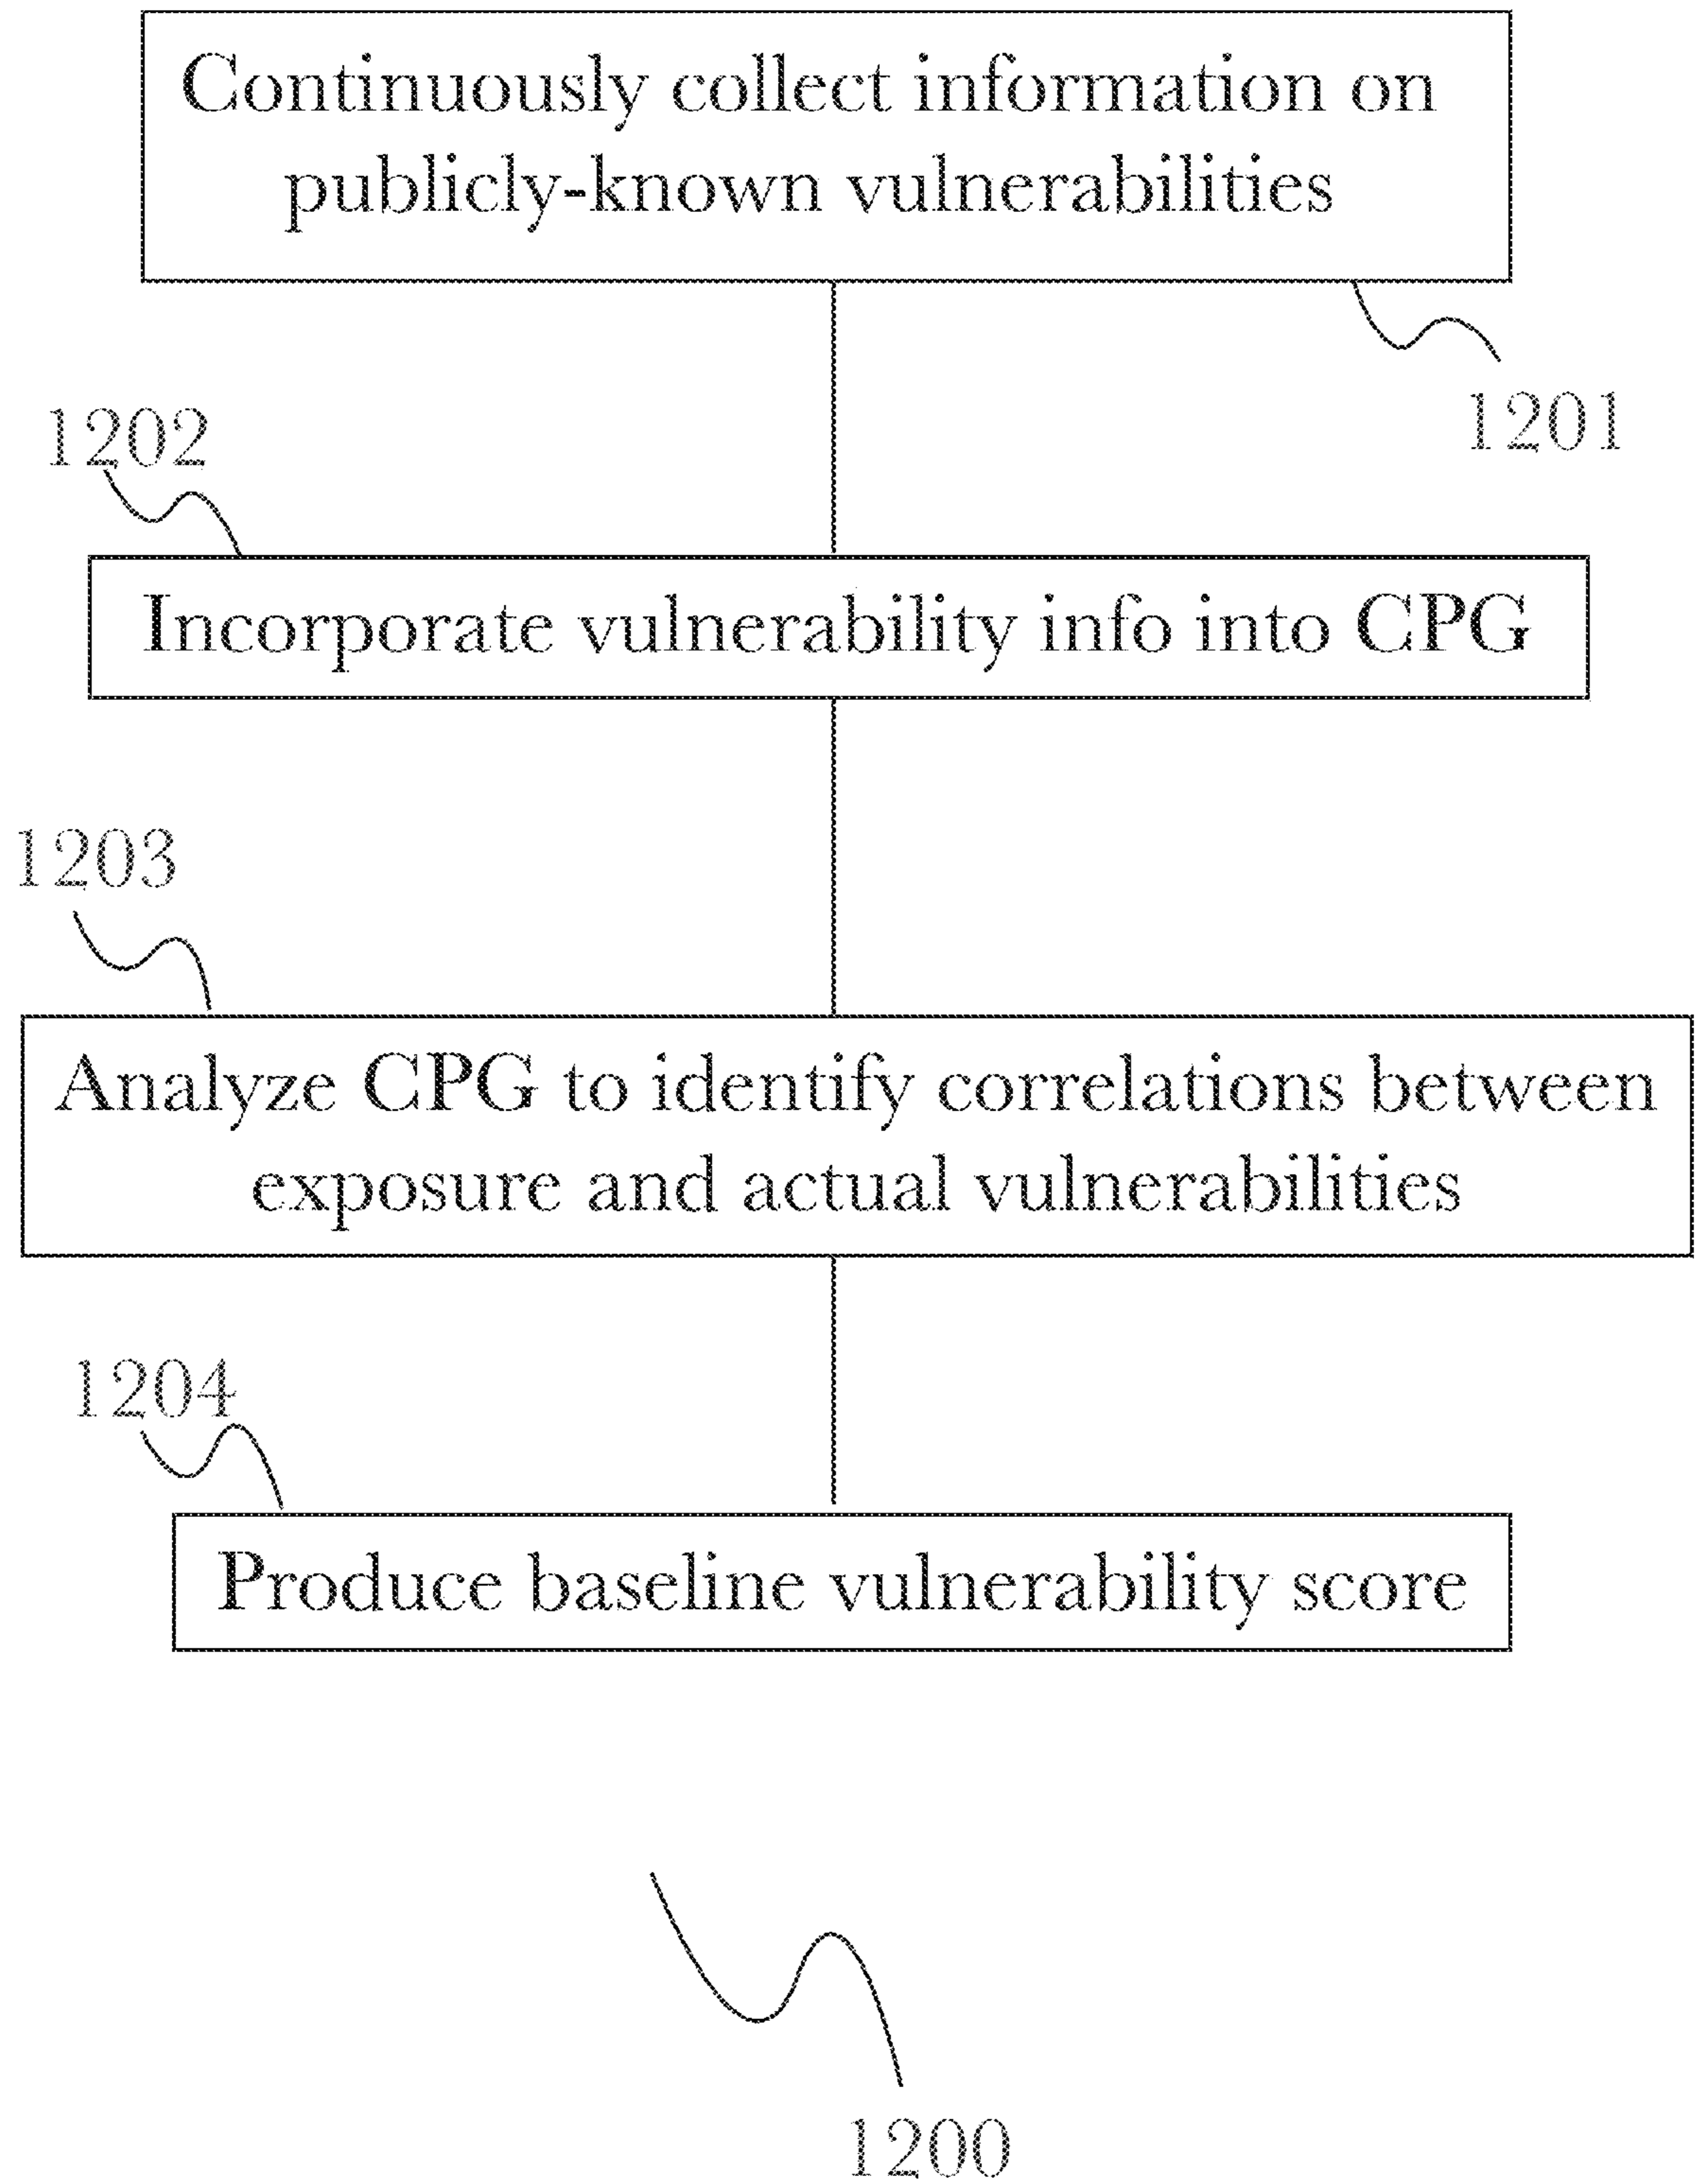 Continuously collect information on
publicly-known vulnerabilities
1201
1202
Incorporate vulnerability info into CPG
1203
Analyze CPG to identify correlations between
exposure and actual vulnerabilities
1204
Produce baseline vulnerability score
1200